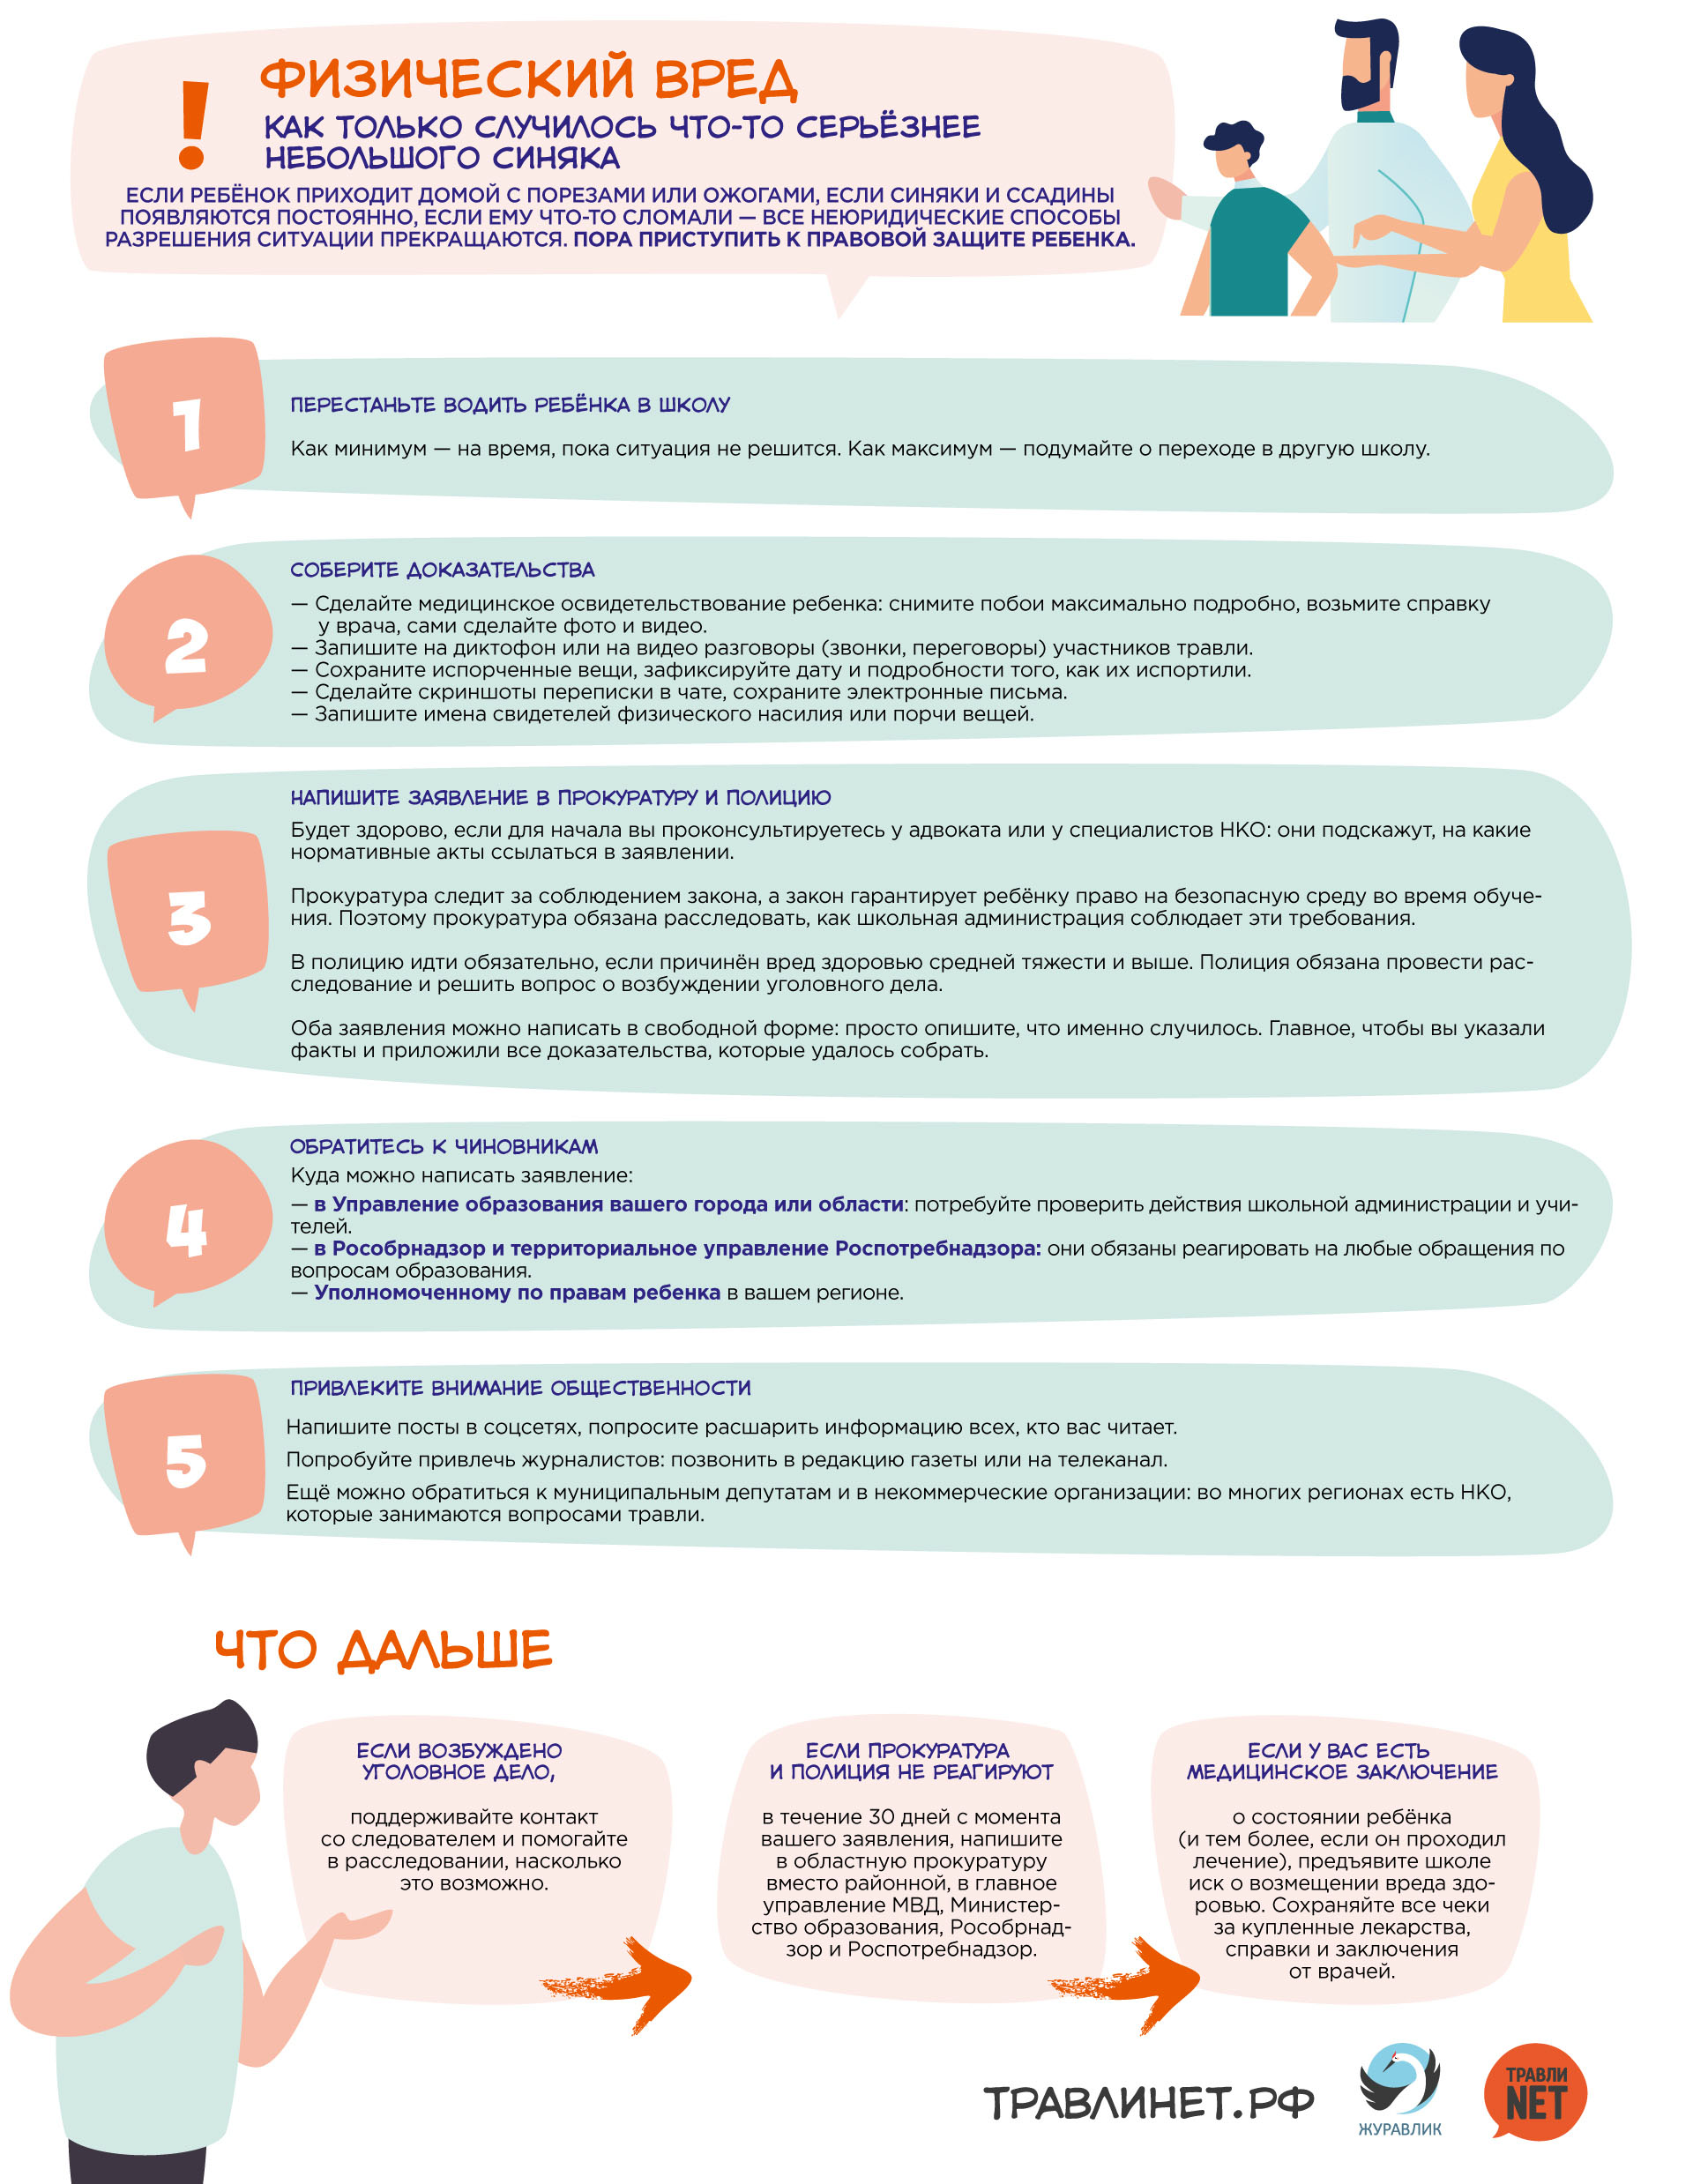 !
ФИЗИЧЕСКИЙ ВРЕД
КАК ТОЛЬКО СЛУЧИЛОСЬ ЧТО-ТО СЕРЬЁЗНЕЕ
НЕБОЛЬШОГО СИНЯКА
ЕСЛИ РЕБЁНОК ПРИХОДИТ ДОМОЙ С ПОРЕЗАМИ ИЛИ ОЖОГАМИ, ЕСЛИ СИНЯКИ И ССАДИНЫ
ПОЯВЛЯЮТСЯ ПОСТОЯННО, ЕСЛИ ЕМУ ЧТО-ТО СЛОМАЛИ — ВСЕ НЕЮРИДИЧЕСКИЕ СПОСОБЫ
РАЗРЕШЕНИЯ СИТУАЦИИ ПРЕКРАЩАЮТСЯ. ПОРА ПРИСТУПИТЬ К ПРАВОВОЙ ЗАЩИТЕ РЕБЕНКА.
1
ПЕРЕСТАНЬТЕ ВОДИТЬ РЕБЁНКА В ШКОЛУ
Как минимум — на время, пока ситуация не решится. Как максимум — подумайте о переходе в другую школу.
2
СОБЕРИТЕ ДОКАЗАТЕЛЬСТВА
— Сделайте медицинское освидетельствование ребенка: снимите побои максимально подробно, возьмите справку
у врача, сами сделайте фото и видео.
— Запишите на диктофон или на видео разговоры (звонки, переговоры) участников травли.
— Сохраните испорченные вещи, зафиксируйте дату и подробности того, как их испортили.
— Сделайте скриншоты переписки в чате, сохраните электронные письма.
— Запишите имена свидетелей физического насилия или порчи вещей.
3
НАПИШИТЕ ЗАЯВЛЕНИЕ В ПРОКУРАТУРУ И ПОЛИЦИЮ
Будет здорово, если для начала вы проконсультируетесь у адвоката или у специалистов НКО: они подскажут, на какие
нормативные акты ссылаться в заявлении.
Прокуратура следит за соблюдением закона, а закон гарантирует ребёнку право на безопасную среду во время обуче-
ния. Поэтому прокуратура обязана расследовать, как школьная администрация соблюдает эти требования.
В полицию идти обязательно, если причинён вред здоровью средней тяжести и выше. Полиция обязана провести рас-
следование и решить вопрос о возбуждении уголовного дела.
Оба заявления можно написать в свободной форме: просто опишите, что именно случилось. Главное, чтобы вы указали
факты и приложили все доказательства, которые удалось собрать.
4
ОБРАТИТЕСЬ К ЧИНОВНИКАМ
Куда можно написать заявление:
— в Управление образования вашего города или области: потребуйте проверить действия школьной администрации и учи-
телей.
— в Рособрнадзор и территориальное управление Роспотребнадзора: они обязаны реагировать на любые обращения по
вопросам образования.
— Уполномоченному по правам ребенка в вашем регионе.
5
ПРИВЛЕКИТЕ ВНИМАНИЕ ОБЩЕСТВЕННОСТИ
Напишите посты в соцсетях, попросите расшарить информацию всех, кто вас читает.
Попробуйте привлечь журналистов: позвонить в редакцию газеты или на телеканал.
Ещё можно обратиться к муниципальным депутатам и в некоммерческие организации: во многих регионах есть НКО,
которые занимаются вопросами травли.
ЧТО ДАЛЬШЕ
ЕСЛИ ВОЗБУЖДЕНО
УГОЛОВНОЕ ДЕЛО,
поддерживайте контакт
со следователем и помогайте
в расследовании, насколько
это возможно.
ЕСЛИ ПРОКУРАТУРА
И ПОЛИЦИЯ НЕ РЕАГИРУЮТ
в течение 30 дней с момента
вашего заявления, напишите
в областную прокуратуру
вместо районной, в главное
управление МВД, Министер-
ство образования, Рособрнад-
зор и Роспотребнадзор.
ЕСЛИ У ВАС ЕСТЬ
МЕДИЦИНСКОЕ ЗАКЛЮЧЕНИЕ
о состоянии ребёнка
(и тем более, если он проходил
лечение), предъявите школе
иск о возмещении вреда здо-
ровью. Сохраняйте все чеки
за купленные лекарства,
справки и заключения
от врачей.
ТРАВЛИНЕТ.РФ
ЖУРАВЛИК
ТРАВЛИ
NET